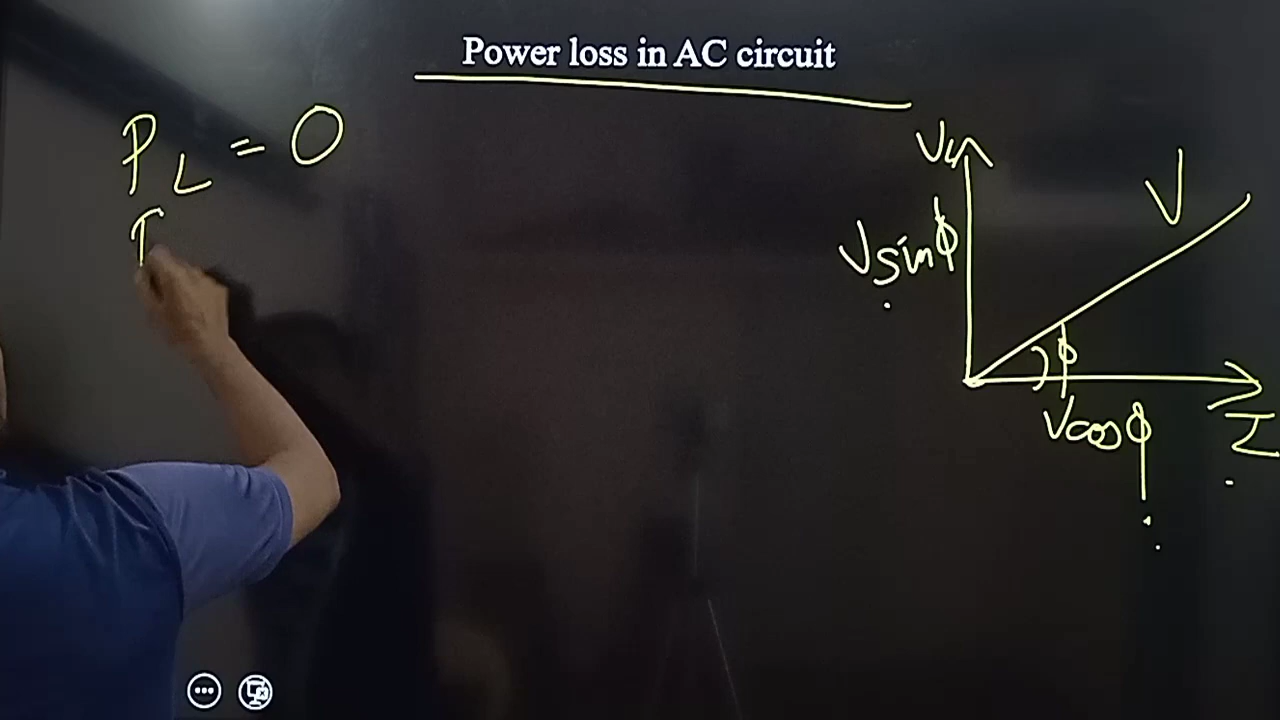 Power loss in AC circuit
P_L = 0
V
V sinφ
φ
V cosφ
I